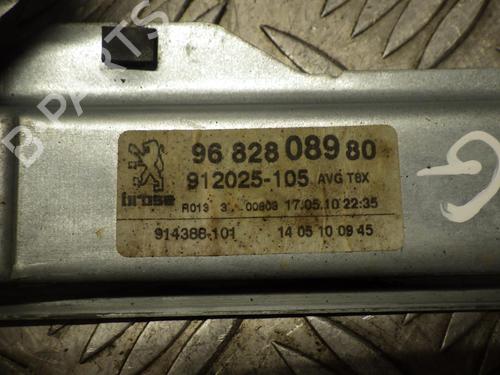 96 828 089 80
brose
912025-105 AVG T8X
R013 3 00808 17.05.10 22:35
914388-101 14 05 10 09 45
B-PARTS